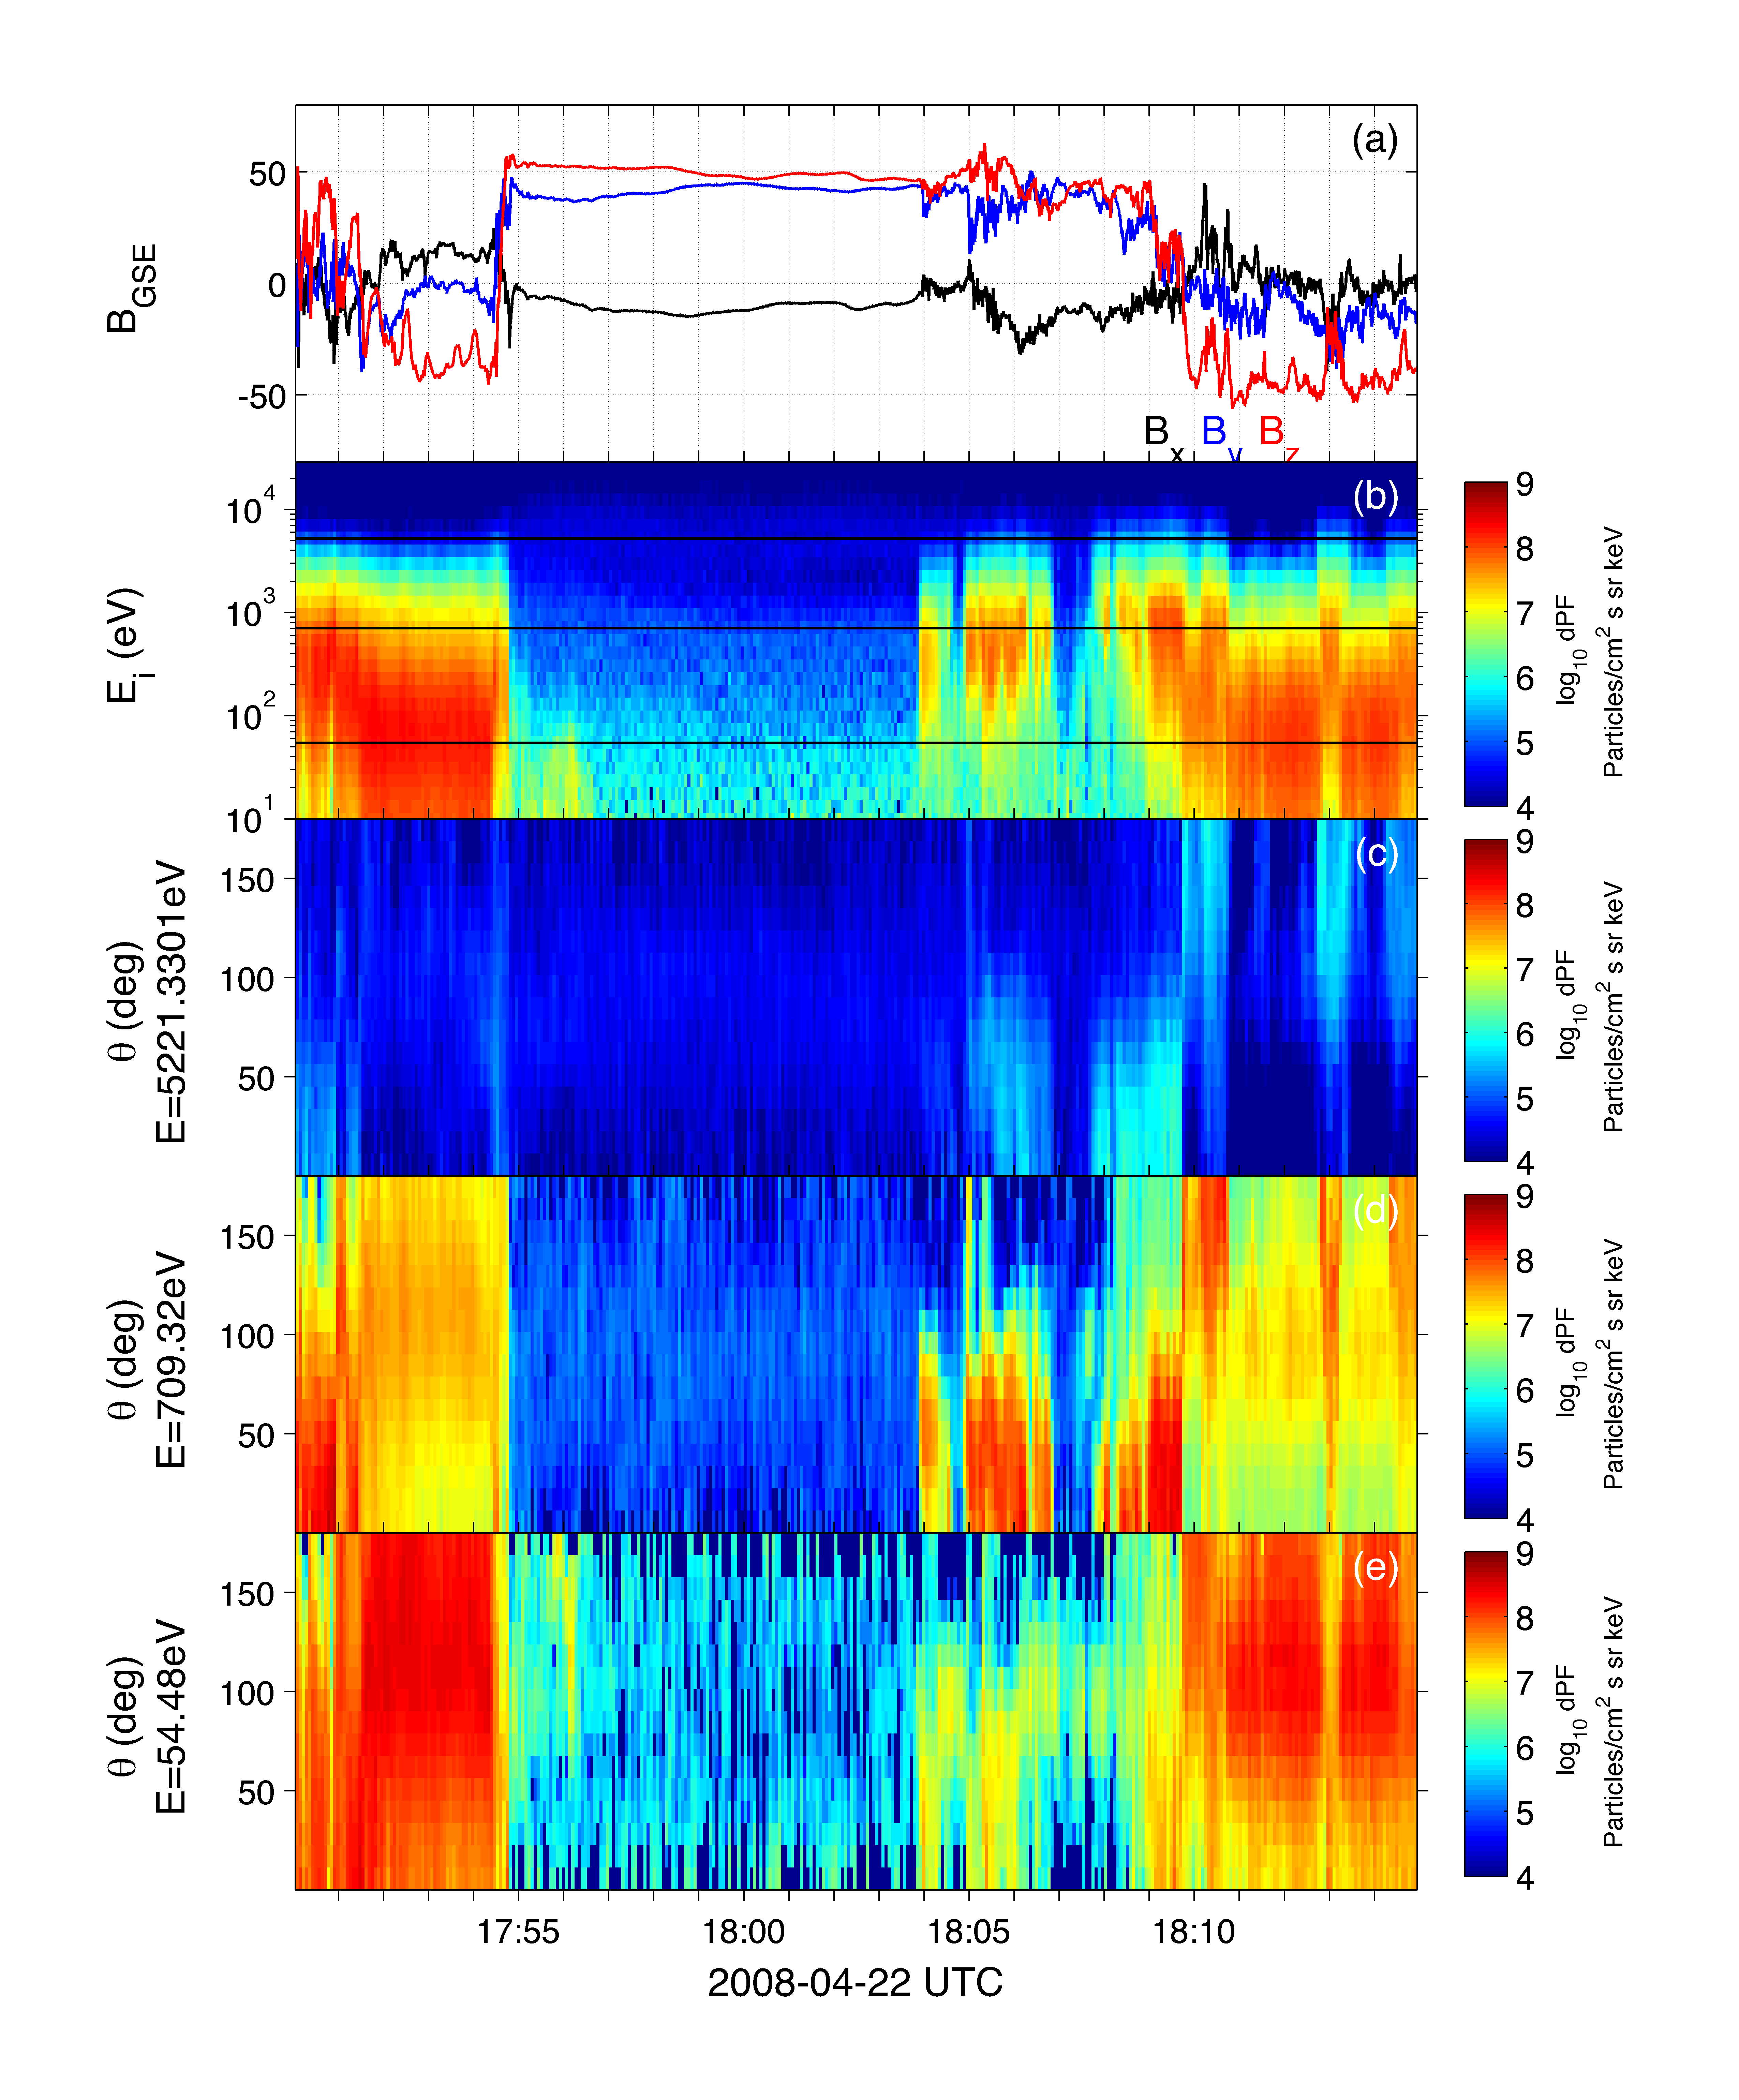 (a)
50
0
-50
B_GSE
B_x B_y B_z
(b)
10^4
10^3
10^2
10^1
E_i (eV)
9
8
7
6
5
4
log_10 dPF
Particles/cm^2 s sr keV
(c)
150
100
50
θ (deg)
E=5221.3301eV
9
8
7
6
5
4
log_10 dPF
Particles/cm^2 s sr keV
(d)
150
100
50
θ (deg)
E=709.32eV
9
8
7
6
5
4
log_10 dPF
Particles/cm^2 s sr keV
(e)
150
100
50
θ (deg)
E=54.48eV
9
8
7
6
5
4
log_10 dPF
Particles/cm^2 s sr keV
17:55 18:00 18:05 18:10
2008-04-22 UTC